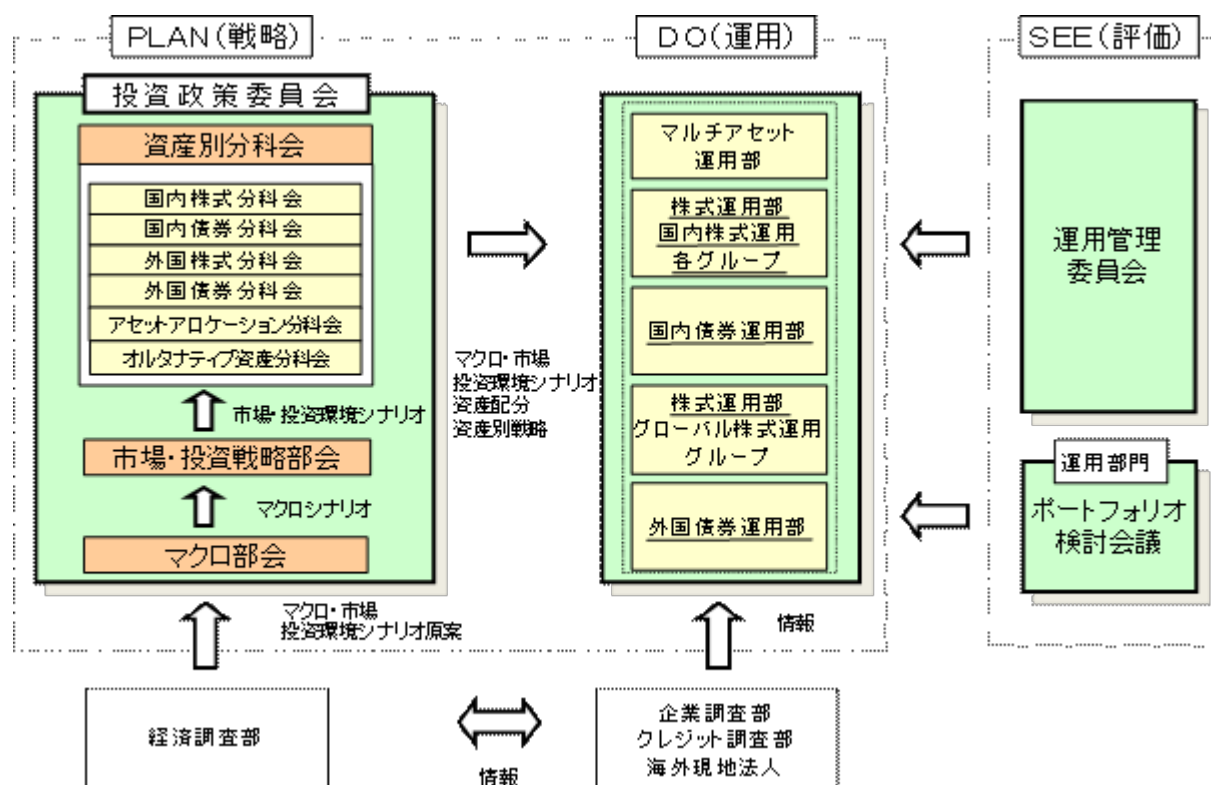 PLAN(戦略)
投資政策委員会
資産別分科会
国内株式分科会
国内債券分科会
外国株式分科会
外国債券分科会
アセットアロケーション分科会
オルタナティブ資産分科会
市場・投資環境シナリオ
市場・投資戦略部会
マクロシナリオ
マクロ部会
マクロ・市場
投資環境シナリオ原案
経済調査部
マクロ・市場
投資環境シナリオ
資産配分
資産別戦略
情報
DO(運用)
マルチアセット
運用部
株式運用部
国内株式運用
各グループ
国内債券運用部
株式運用部
グローバル株式運用
グループ
外国債券運用部
情報
企業調査部
クレジット調査部
海外現地法人
SEE(評価)
運用管理
委員会
運用部門
ポートフォリオ
検討会議